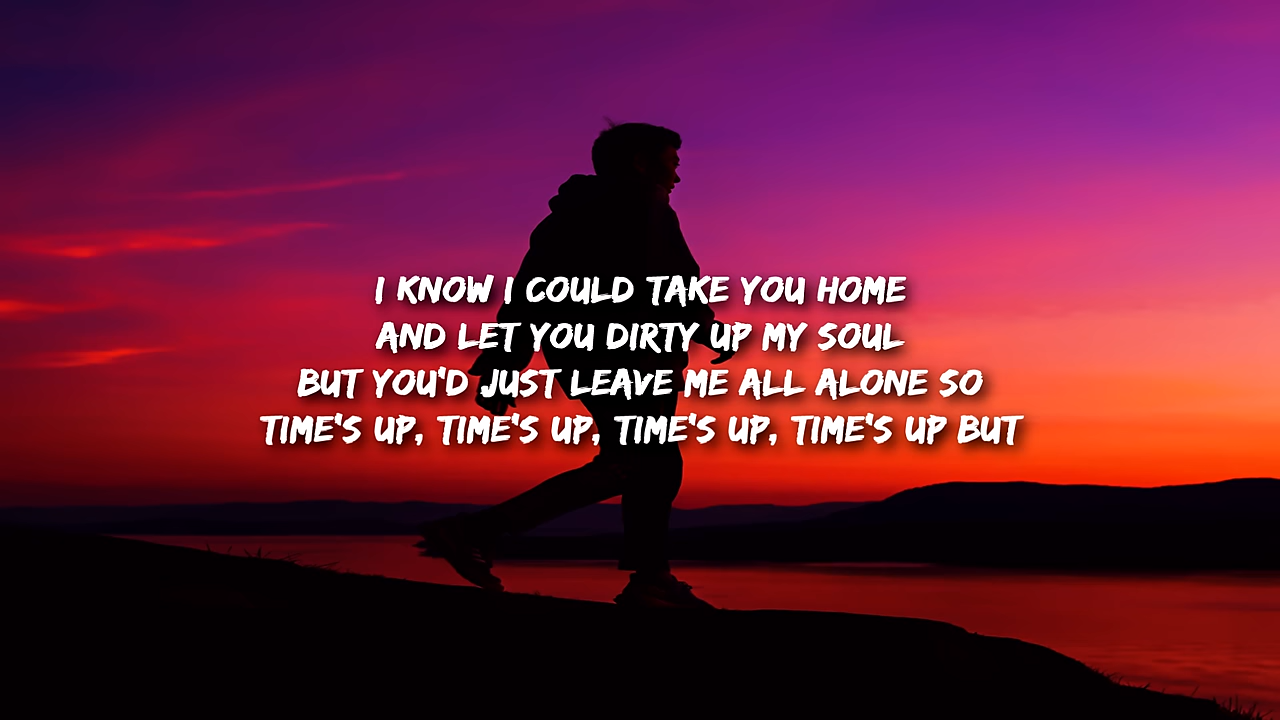 I KNOW I COULD TAKE YOU HOME
AND LET YOU DIRTY UP MY SOUL
BUT YOU'D JUST LEAVE ME ALL ALONE SO
TIME'S UP, TIME'S UP, TIME'S UP, TIME'S UP BUT